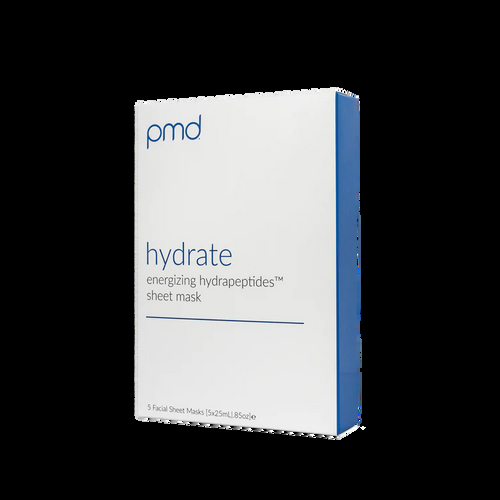 pmd
hydrate
energizing hydrapeptides™
sheet mask
5 Facial Sheet Masks [5x25mL|.85oz]℮